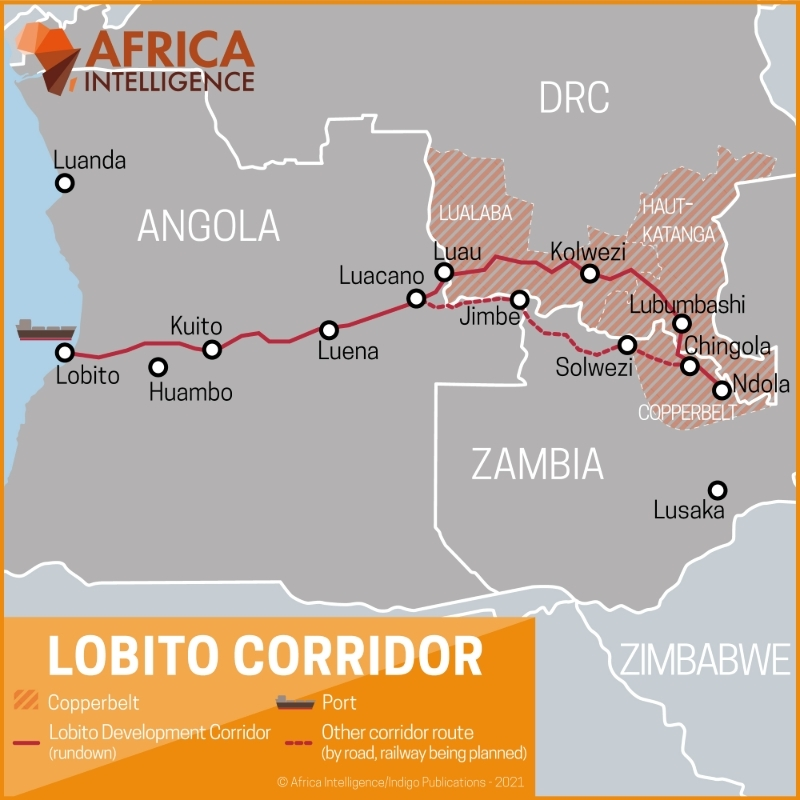 AFRICA
INTELLIGENCE
DRC
Luanda
ANGOLA
LUALABA
HAUT-
KATANGA
Luau
Kolwezi
Luacano
Lubumbashi
Kuito
Jimbe
Luena
Chingola
Lobito
Solwezi
Huambo
Ndola
COPPERBELT
ZAMBIA
Lusaka
ZIMBABWE
LOBITO CORRIDOR
Copperbelt
Port
Lobito Development Corridor
(rundown)
Other corridor route
(by road, railway being planned)
© Africa Intelligence/Indigo Publications - 2021